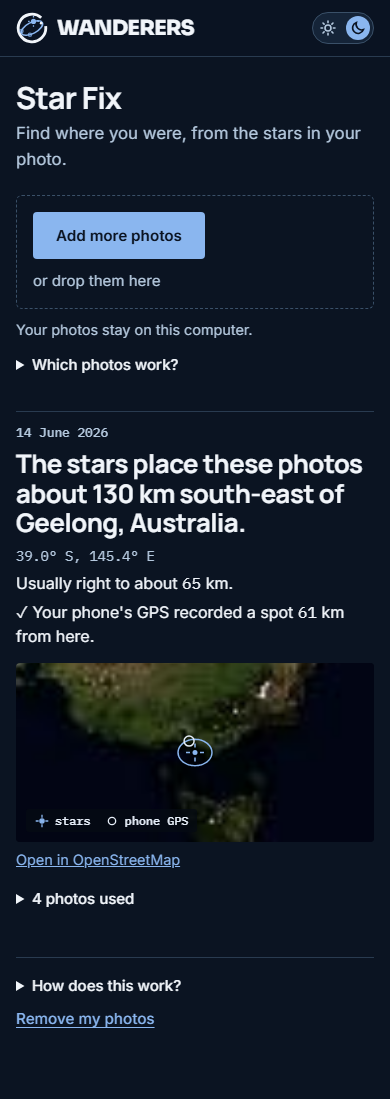 WANDERERS
Star Fix
Find where you were, from the stars in your
photo.
Add more photos
or drop them here
Your photos stay on this computer.
Which photos work?
14 June 2026
The stars place these photos
about 130 km south-east of
Geelong, Australia.
39.0° S, 145.4° E
Usually right to about 65 km.
✓ Your phone's GPS recorded a spot 61 km
from here.
stars phone GPS
Open in OpenStreetMap
4 photos used
How does this work?
Remove my photos